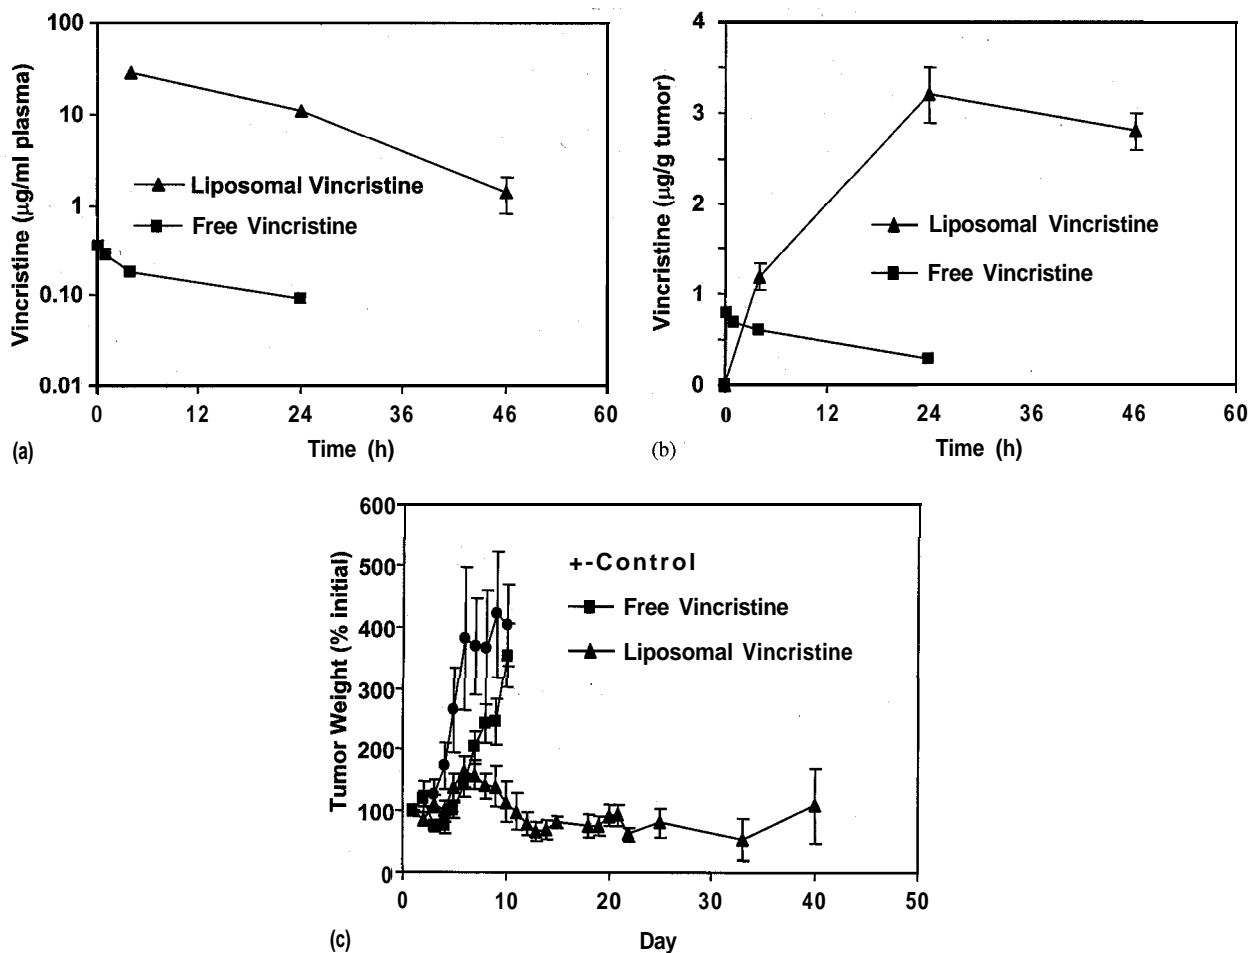 100
10
1
0.10
0.01
Vincristine (μg/ml plasma)
Liposomal Vincristine
Free Vincristine
0 12 24 36 46 60
Time (h)
(a)
4
3
2
1
0
Vincristine (μg/g tumor)
Liposomal Vincristine
Free Vincristine
0 12 24 36 46 60
Time (h)
(b)
600
500
400
300
200
100
0
Tumor Weight (% initial)
+-Control
Free Vincristine
Liposomal Vincristine
0 10 20 30 40 50
Day
(c)